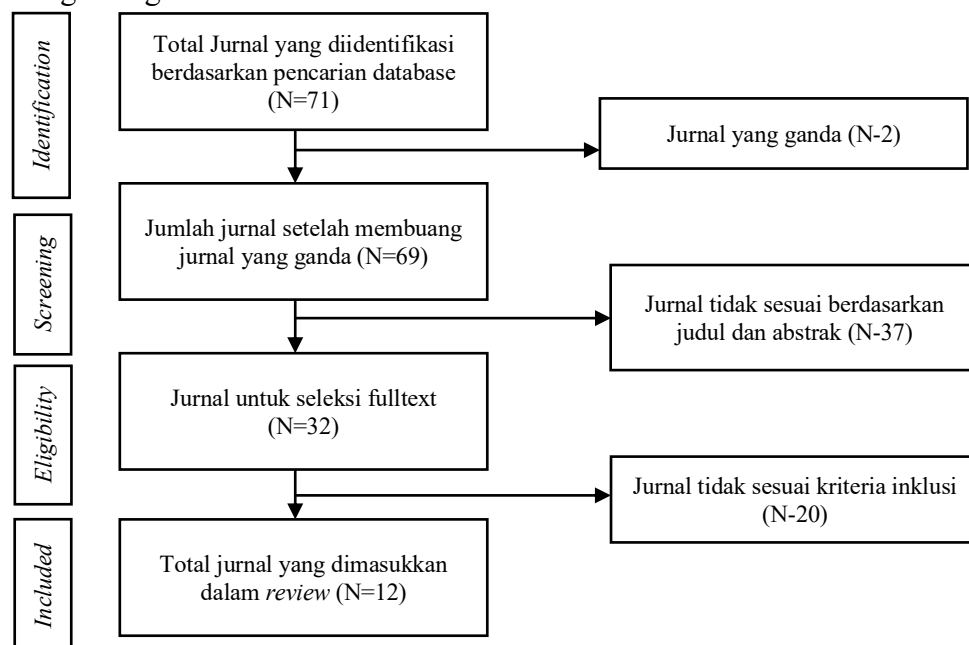 Identification
Total Jurnal yang diidentifikasi
berdasarkan pencarian database
(N=71)
Jurnal yang ganda (N-2)
Screening
Jumlah jurnal setelah membuang
jurnal yang ganda (N=69)
Jurnal tidak sesuai berdasarkan
judul dan abstrak (N-37)
Eligibility
Jurnal untuk seleksi fulltext
(N=32)
Jurnal tidak sesuai kriteria inklusi
(N-20)
Included
Total jurnal yang dimasukkan
dalam review (N=12)